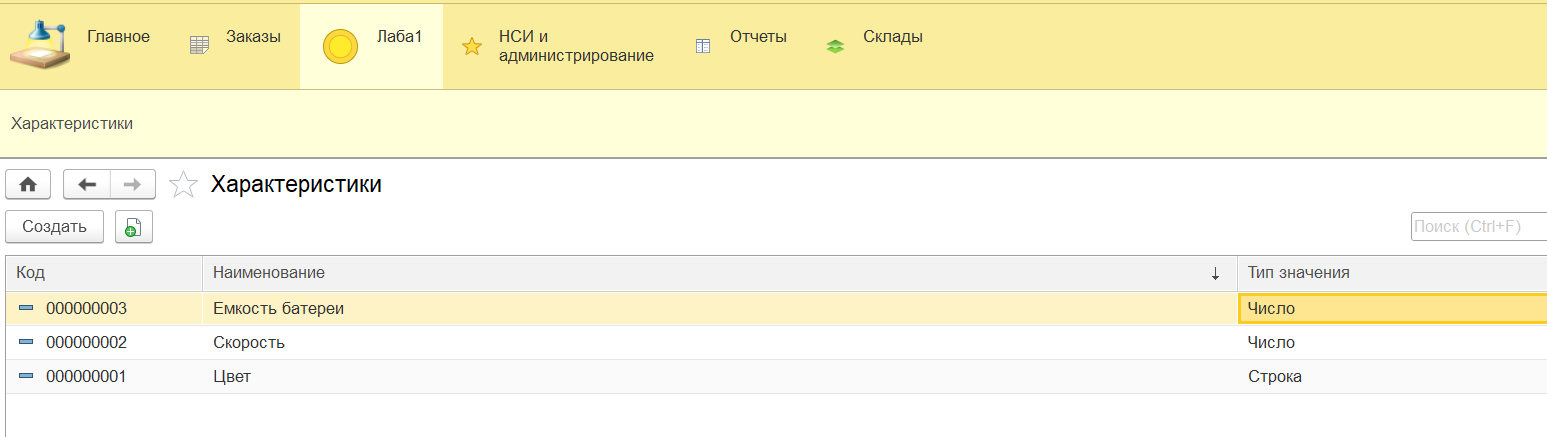 Главное
Заказы
Лаба1
НСИ и
администрирование
Отчеты
Склады
Характеристики
Характеристики
Создать
Поиск (Ctrl+F)
Код Наименование ↓ Тип значения
000000003 Емкость батереи Число
000000002 Скорость Число
000000001 Цвет Строка